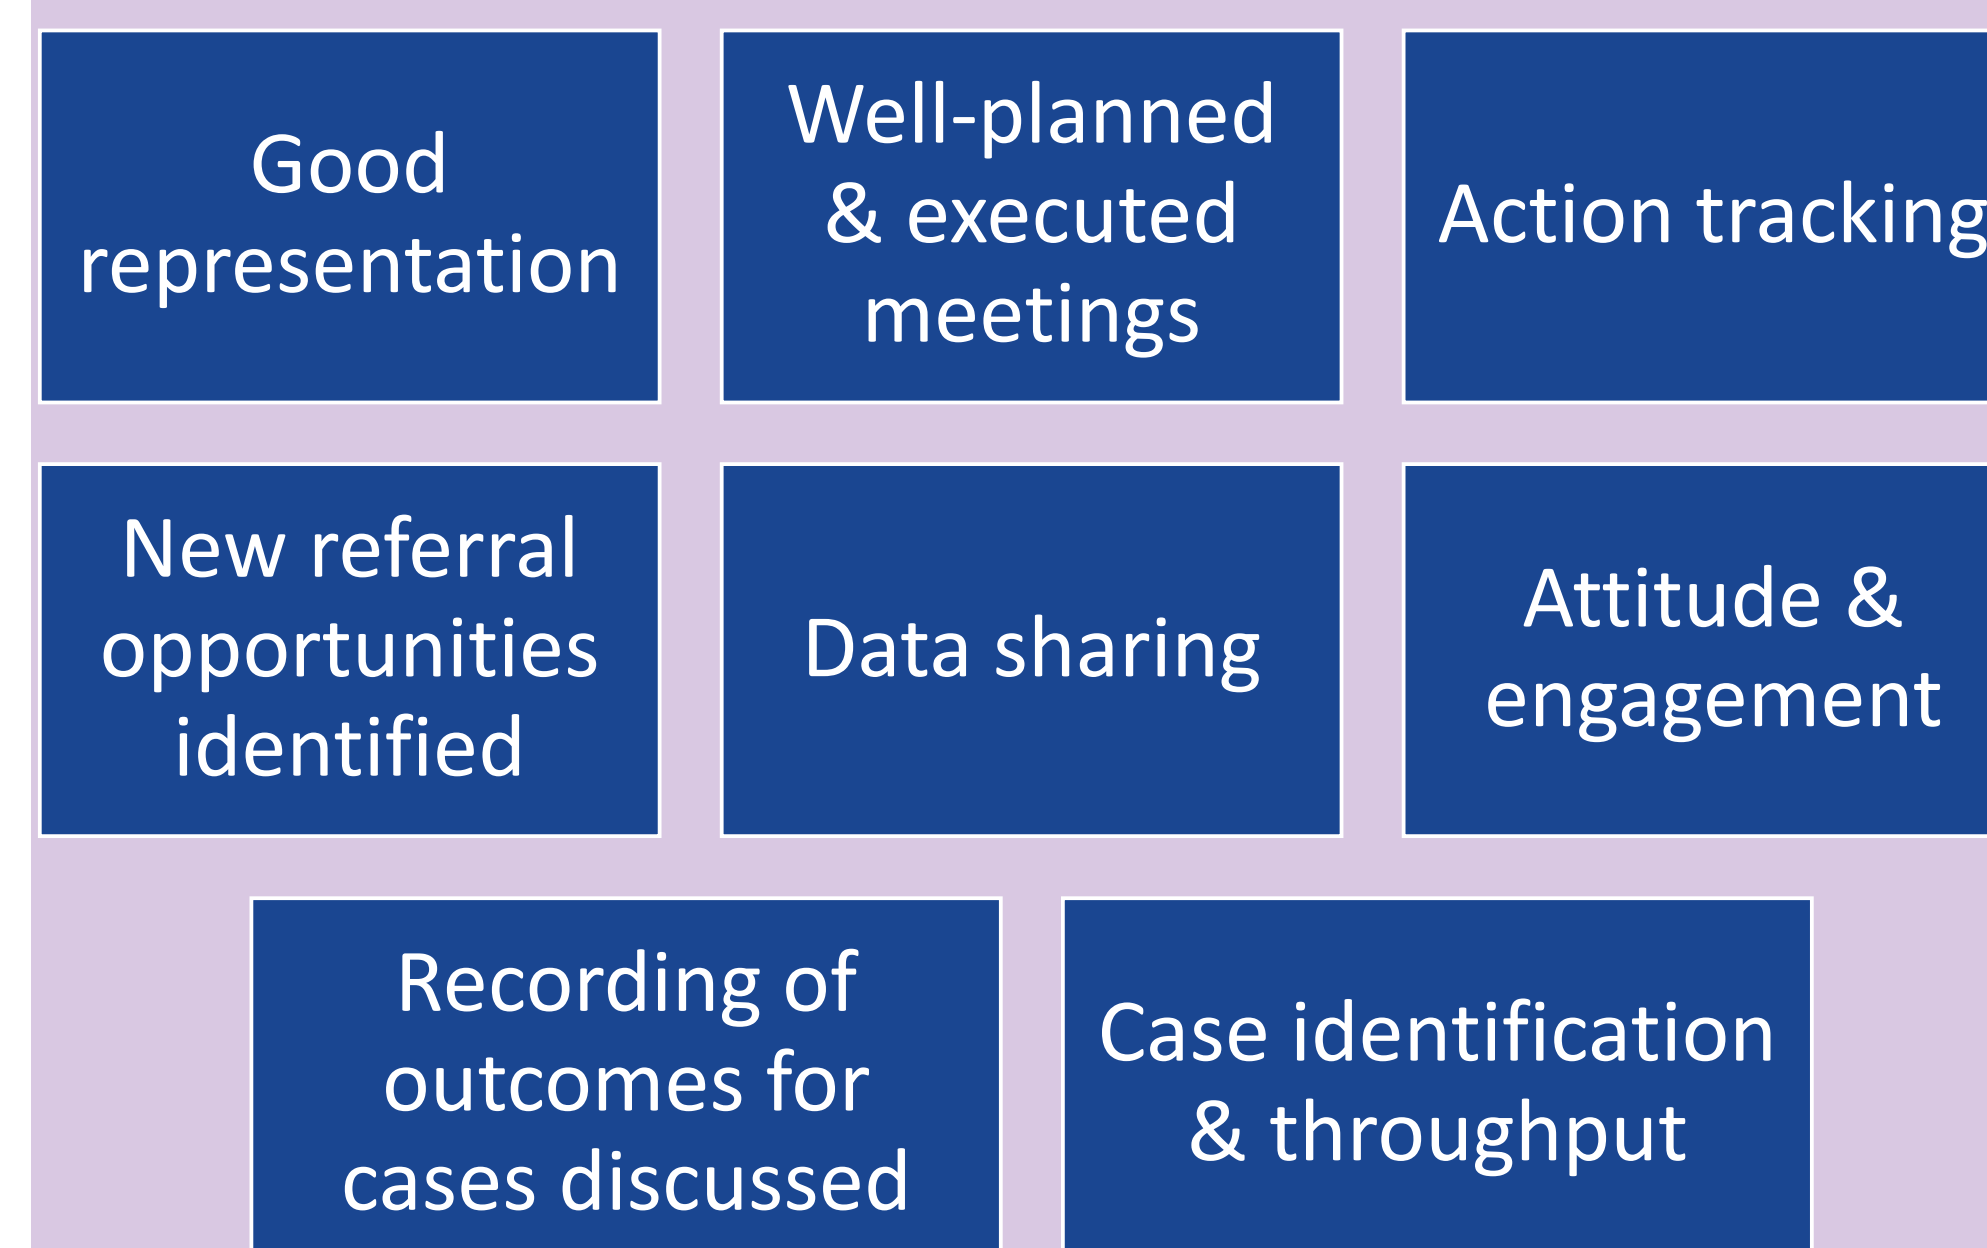 Good
representation
Well-planned
& executed
meetings
Action tracking
New referral
opportunities
identified
Data sharing
Attitude &
engagement
Recording of
outcomes for
cases discussed
Case identification
& throughput